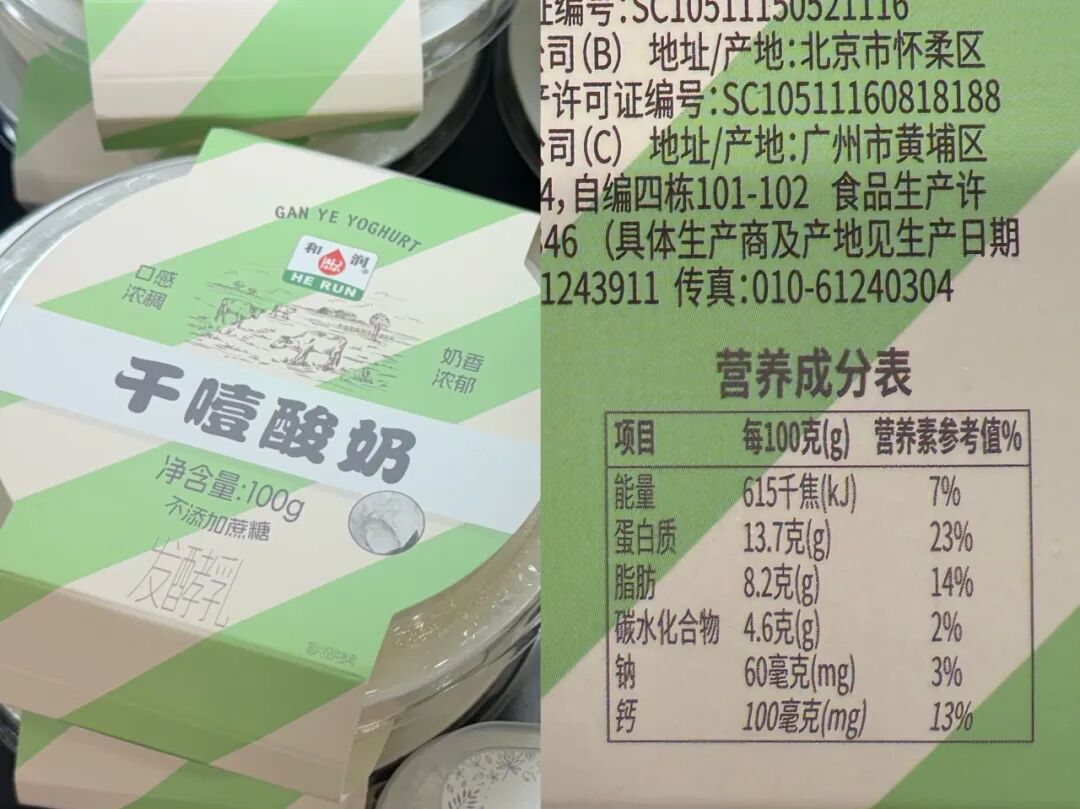 GAN YE YOGHURT
和润
HE RUN
口感
浓稠
奶香
浓郁
干噎酸奶
净含量:100g
不添加蔗糖
发酵乳
证编号:SC10511150521116
公司(B) 地址/产地:北京市怀柔区
产许可证编号:SC10511160818188
公司(C) 地址/产地:广州市黄埔区
4,自编四栋101-102 食品生产许
346 (具体生产商及产地见生产日期
1243911 传真:010-61240304
营养成分表
项目 每100克(g) 营养素参考值%
能量 615千焦(kJ) 7%
蛋白质 13.7克(g) 23%
脂肪 8.2克(g) 14%
碳水化合物 4.6克(g) 2%
钠 60毫克(mg) 3%
钙 100毫克(mg) 13%